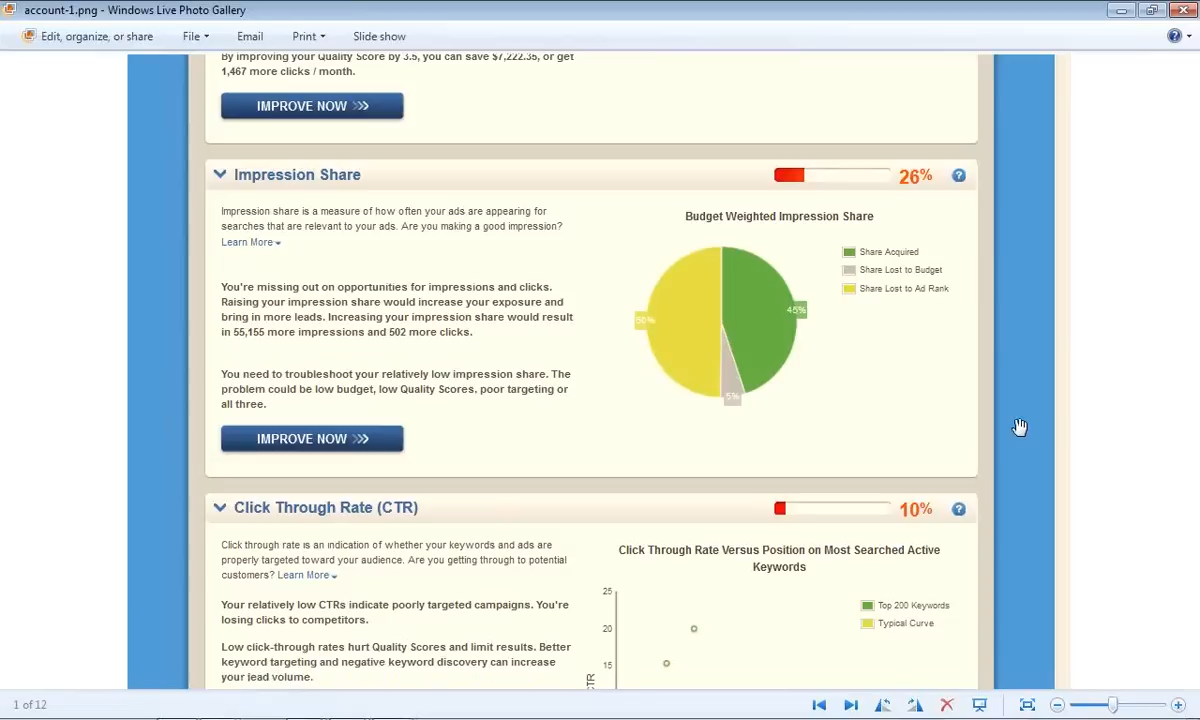 account-1.png - Windows Live Photo Gallery
Edit, organize, or share File Email Print Slide show
By improving your Quality Score by 3.5, you can save $7,222.35, or get
1,467 more clicks / month.
IMPROVE NOW
Impression Share 26%
Impression share is a measure of how often your ads are appearing for
searches that are relevant to your ads. Are you making a good impression?
Learn More
You're missing out on opportunities for impressions and clicks.
Raising your impression share would increase your exposure and
bring in more leads. Increasing your impression share would result
in 55,155 more impressions and 502 more clicks.
You need to troubleshoot your relatively low impression share. The
problem could be low budget, low Quality Scores, poor targeting or
all three.
IMPROVE NOW
Budget Weighted Impression Share
Share Acquired
Share Lost to Budget
Share Lost to Ad Rank
45%
50%
5%
Click Through Rate (CTR) 10%
Click through rate is an indication of whether your keywords and ads are
properly targeted toward your audience. Are you getting through to potential
customers? Learn More
Your relatively low CTRs indicate poorly targeted campaigns. You're
losing clicks to competitors.
Low click-through rates hurt Quality Scores and limit results. Better
keyword targeting and negative keyword discovery can increase
your lead volume.
Click Through Rate Versus Position on Most Searched Active
Keywords
25
20
15
CTR
Top 200 Keywords
Typical Curve
1 of 12